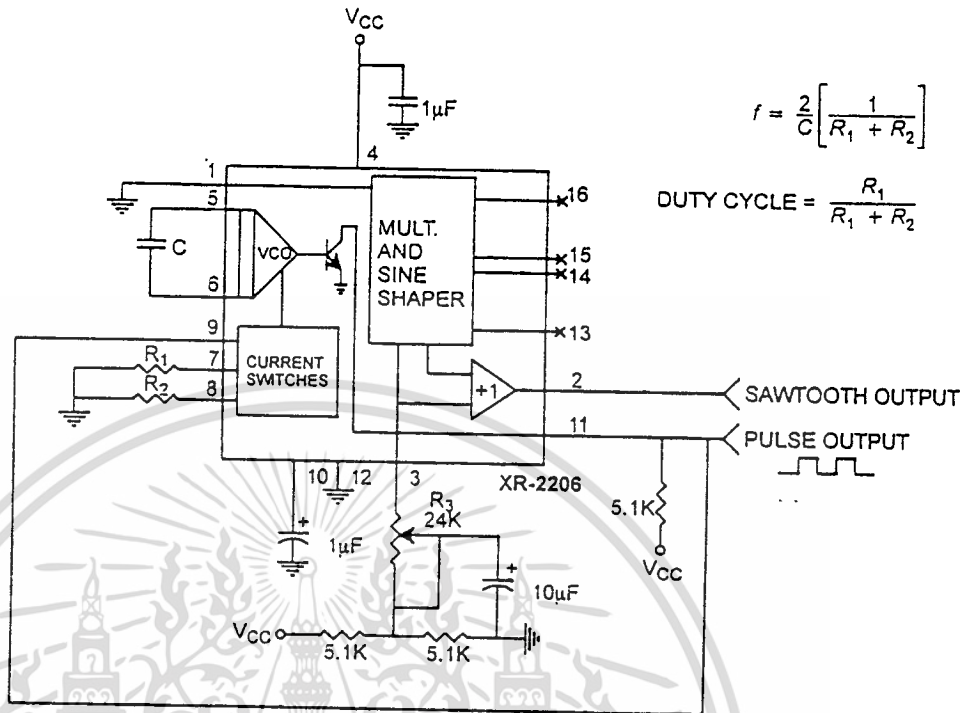 VCC
1µF
f = 2/C [1/(R1 + R2)]
DUTY CYCLE = R1/(R1 + R2)
4
1
16
5
MULT.
AND
SINE
SHAPER
C
VCO
15
14
6
13
9
R1
7
CURRENT
SWITCHES
R2
8
+1
2
SAWTOOTH OUTPUT
11
PULSE OUTPUT
10
12
3
XR-2206
R3
24K
5.1K
1µF
+
VCC
+
10µF
VCC
5.1K
5.1K